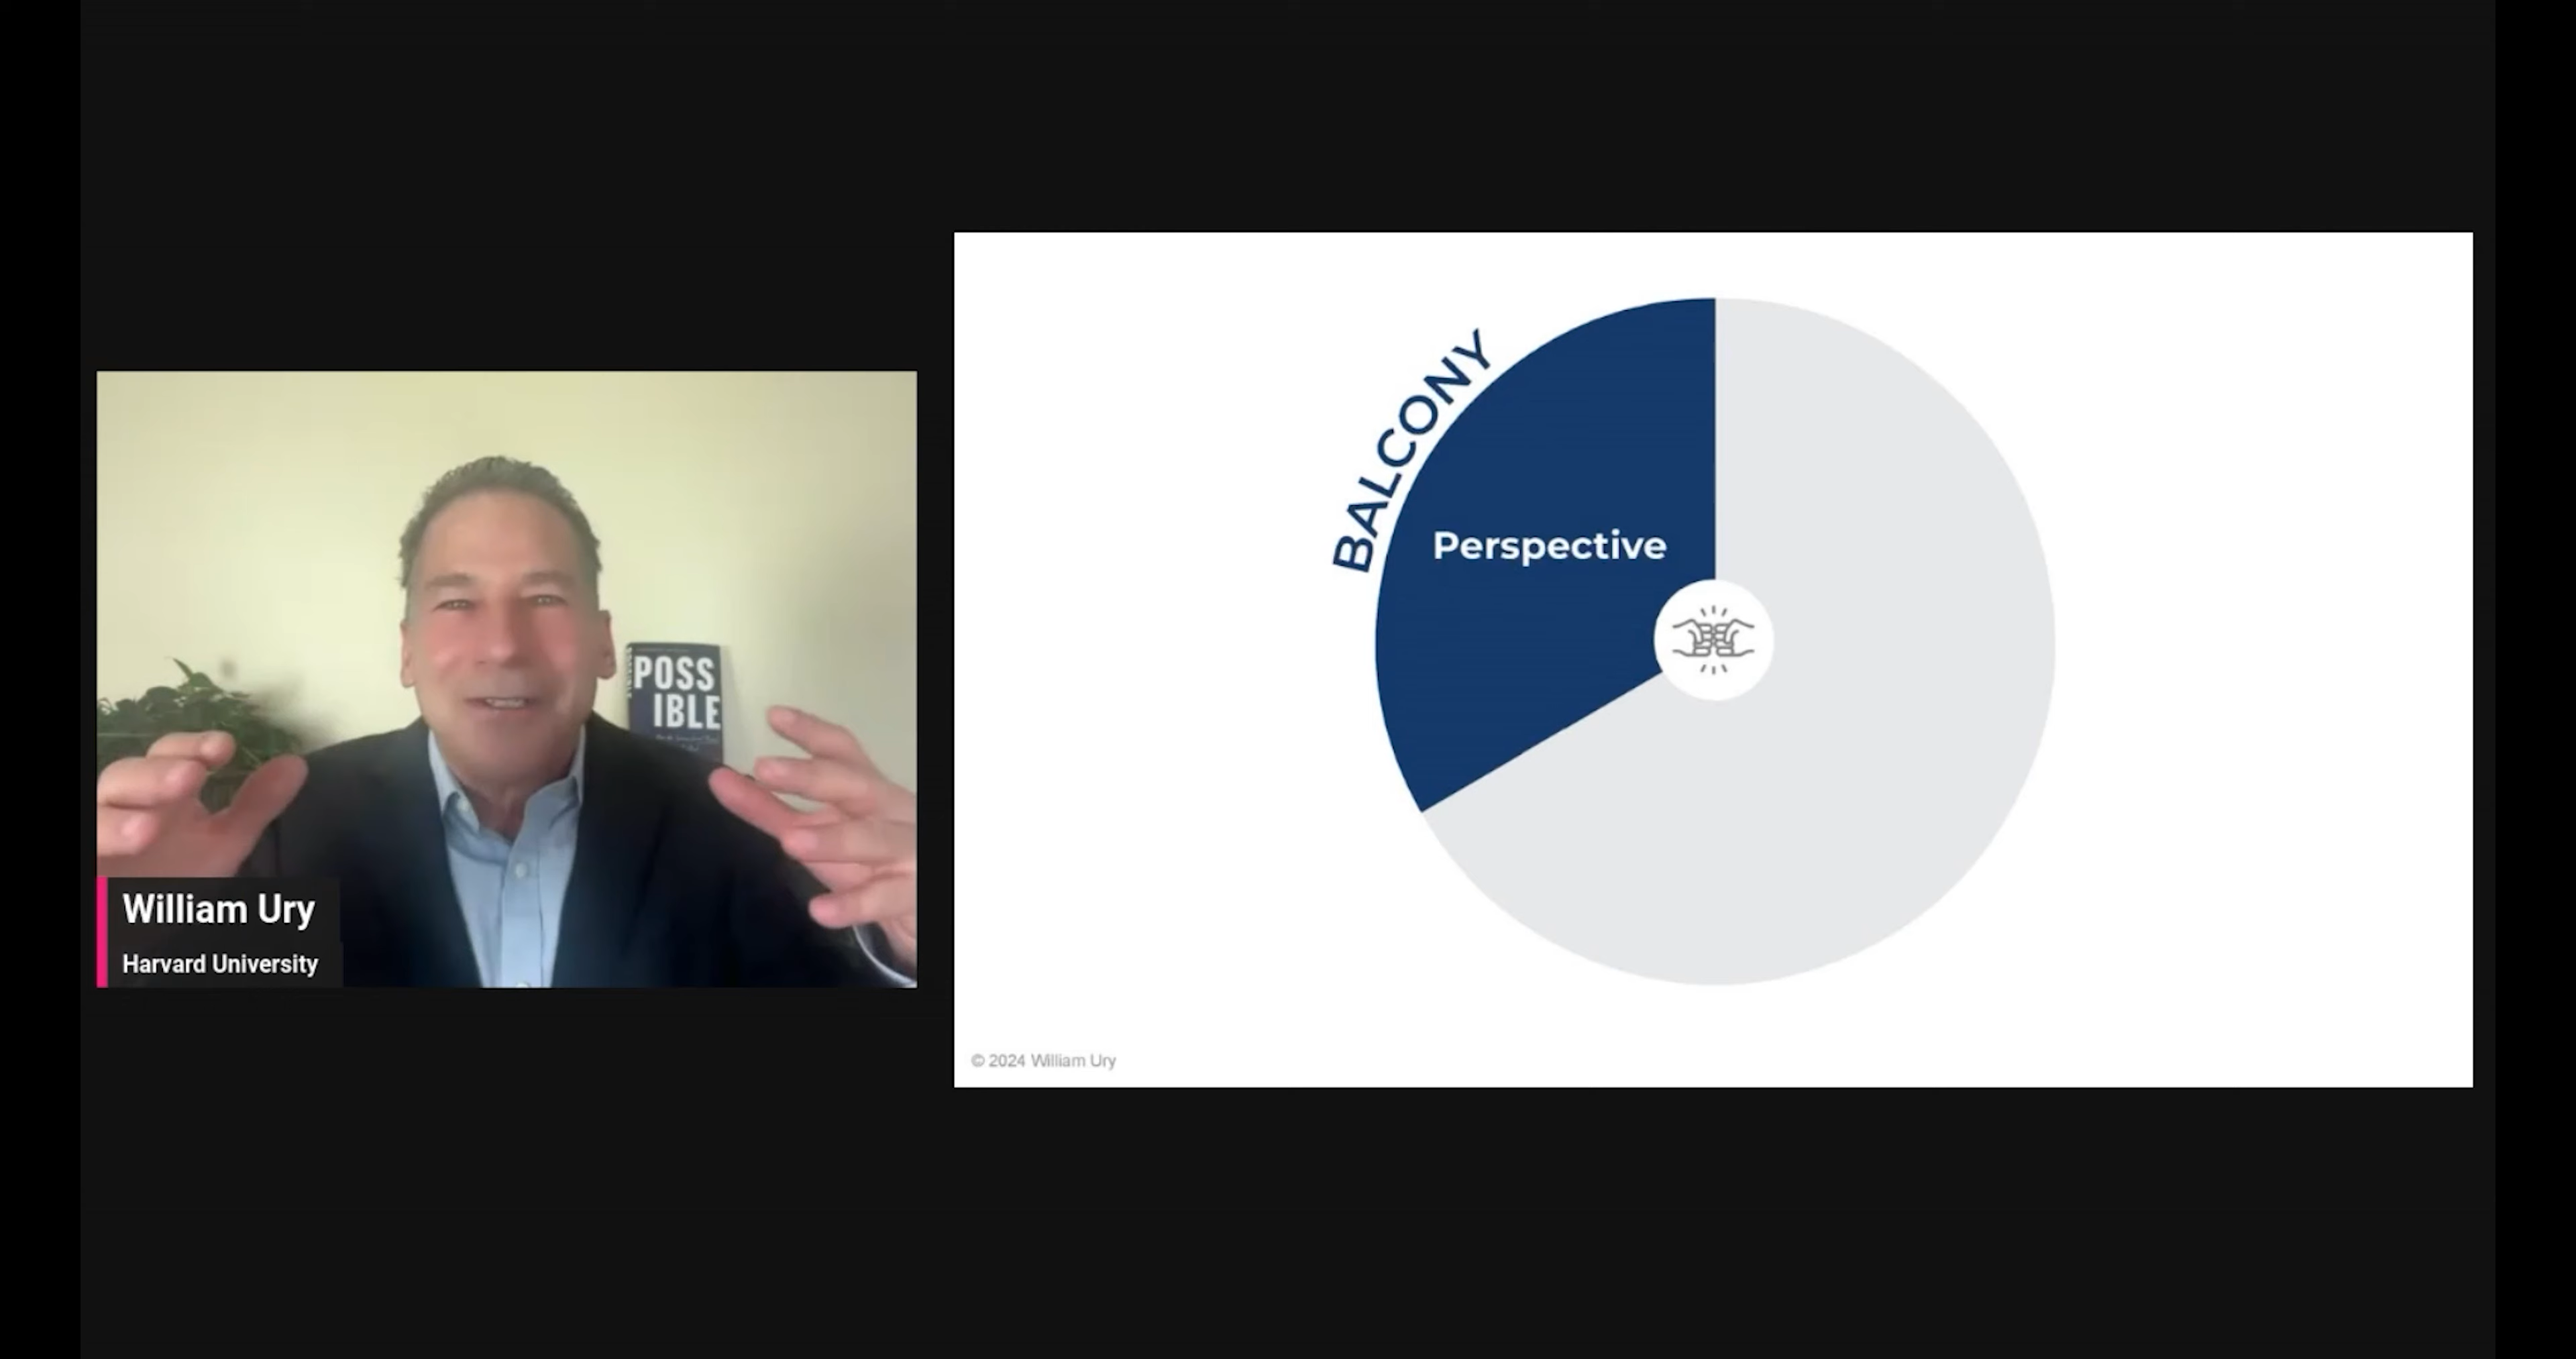 POSS
IBLE
William Ury
Harvard University
BALCONY
Perspective
© 2024 William Ury